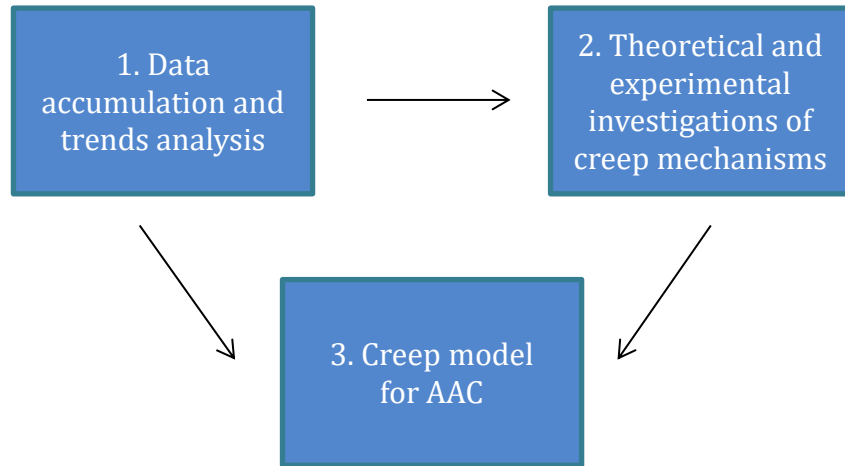 1. Data
accumulation and
trends analysis
2. Theoretical and
experimental
investigations of
creep mechanisms
3. Creep model
for AAC